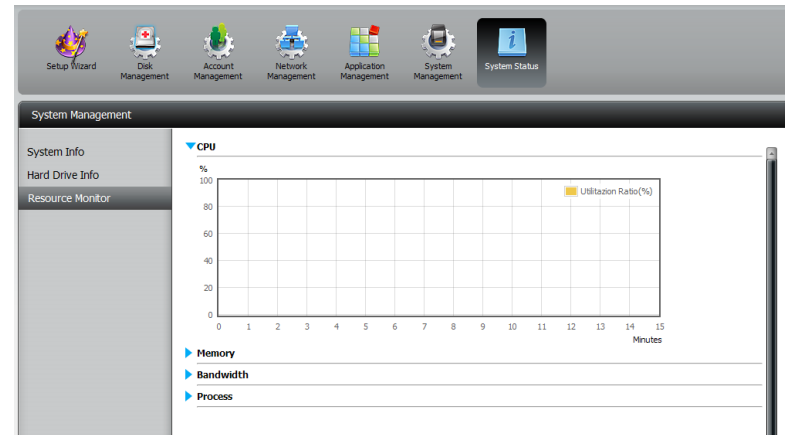 Setup Wizard
Disk Management
Account Management
Network Management
Application Management
System Management
System Status
System Management
System Info
Hard Drive Info
Resource Monitor
CPU
%
100
80
60
40
20
0
Utilitazion Ratio(%)
0 1 2 3 4 5 6 7 8 9 10 11 12 13 14 15
Minutes
Memory
Bandwidth
Process